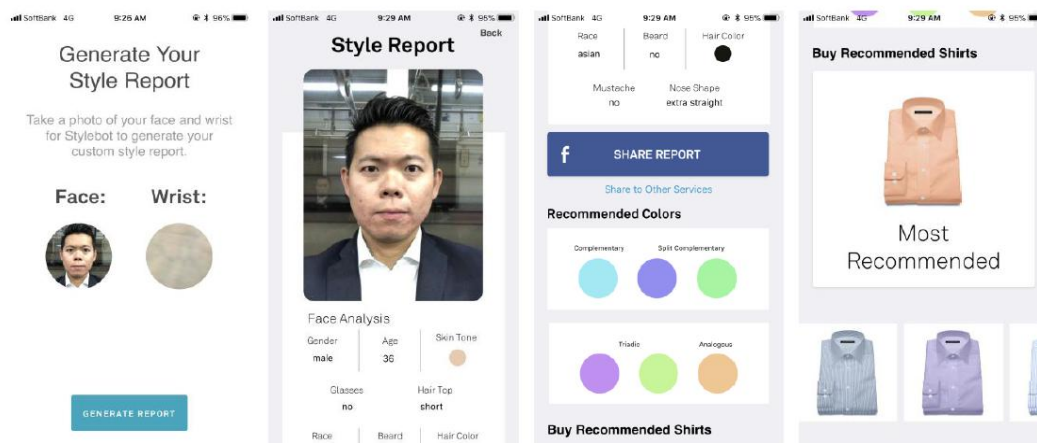 SoftBank 4G 9:26 AM 96%
Generate Your
Style Report
Take a photo of your face and wrist
for Stylebot to generate your
custom style report.
Face: Wrist:
GENERATE REPORT
SoftBank 4G 9:29 AM 95%
Back
Style Report
Face Analysis
Gender Age Skin Tone
male 36
Glasses Hair Top
no short
Race Beard Hair Color
SoftBank 4G 9:29 AM 95%
Race Beard Hair Color
asian no
Mustache Nose Shape
no extra straight
f SHARE REPORT
Share to Other Services
Recommended Colors
Complementary Split Complementary
Triadic Analogous
Buy Recommended Shirts
SoftBank 4G 9:29 AM 95%
Buy Recommended Shirts
Most
Recommended